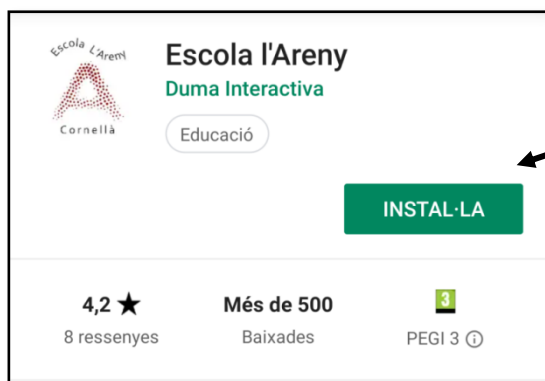 Escola L'Areny
Cornellà
Escola l'Areny
Duma Interactiva
Educació
INSTAL·LA
4,2 ★
8 ressenyes
Més de 500
Baixades
3
PEGI 3